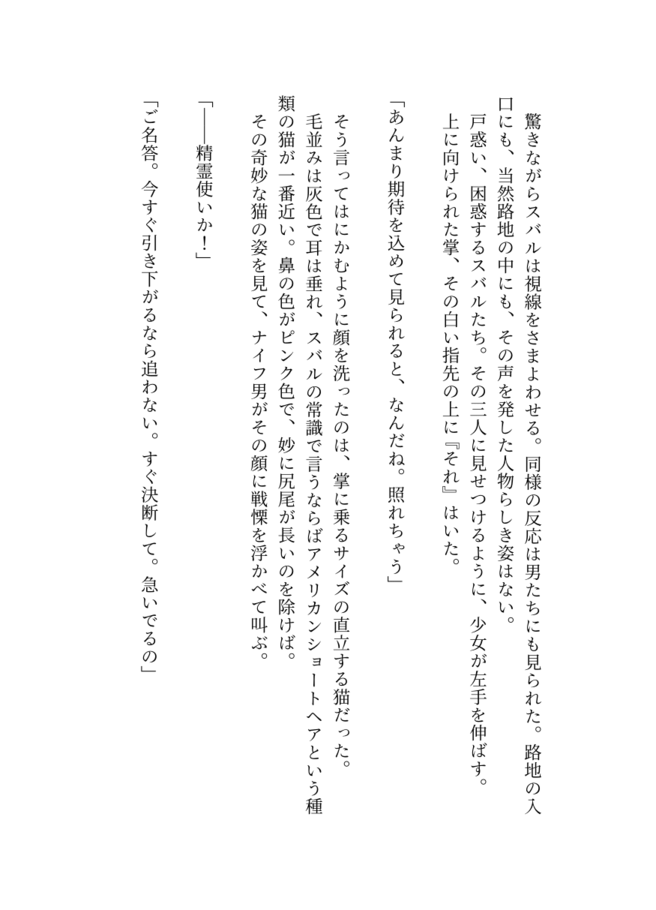 驚きながらスバルは視線をさまよわせる。同様の反応は男たちにも見られた。路地の入
口にも、当然路地の中にも、その声を発した人物らしき姿はない。
戸惑い、困惑するスバルたち。その三人に見せつけるように、少女が左手を伸ばす。
上に向けられた掌、その白い指先の上に『それ』はいた。
「あんまり期待を込めて見られると、なんだね。照れちゃう」
そう言ってはにかむように顔を洗ったのは、掌に乗るサイズの直立する猫だった。
毛並みは灰色で耳は垂れ、スバルの常識で言うならばアメリカンショートヘアという種
類の猫が一番近い。鼻の色がピンク色で、妙に尻尾が長いのを除けば。
その奇妙な猫の姿を見て、ナイフ男がその顔に戦慄を浮かべて叫ぶ。
「――精霊使いか！」
「ご名答。今すぐ引き下がるなら追わない。すぐ決断して。急いでるの」